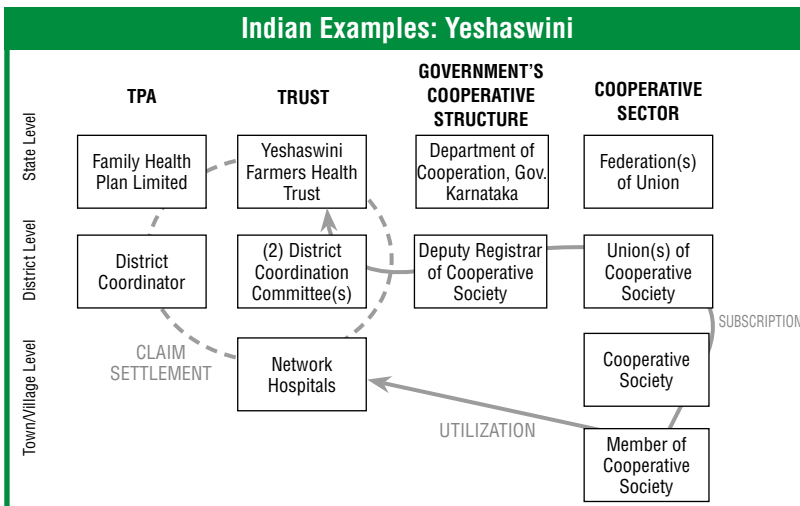 Indian Examples: Yeshaswini
TPA
TRUST
GOVERNMENT'S
COOPERATIVE
STRUCTURE
COOPERATIVE
SECTOR
State Level
Family Health
Plan Limited
Yeshaswini
Farmers Health
Trust
Department of
Cooperation, Gov.
Karnataka
Federation(s)
of Union
District Level
District
Coordinator
(2) District
Coordination
Committee(s)
Deputy Registrar
of Cooperative
Society
Union(s) of
Cooperative
Society
SUBSCRIPTION
Town/Village Level
CLAIM
SETTLEMENT
Network
Hospitals
Cooperative
Society
UTILIZATION
Member of
Cooperative
Society